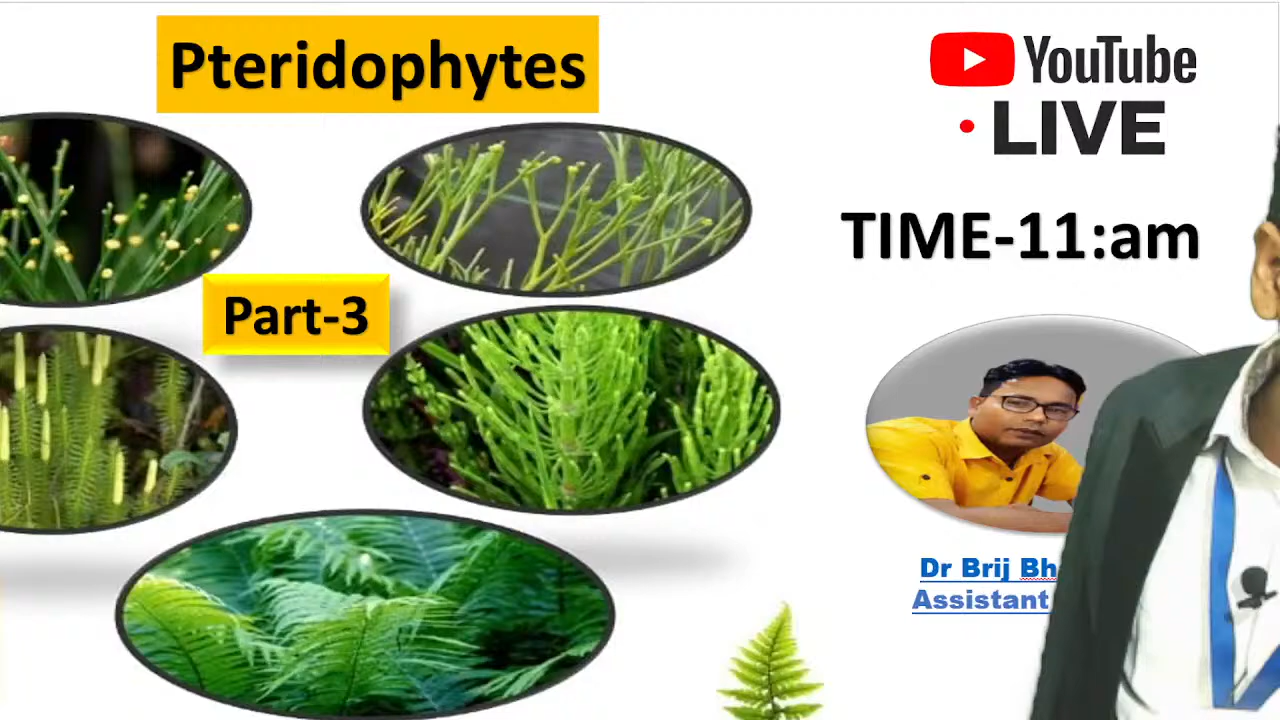 Pteridophytes
YouTube
LIVE
TIME-11:am
Part-3
Dr Brij Bh
Assistant